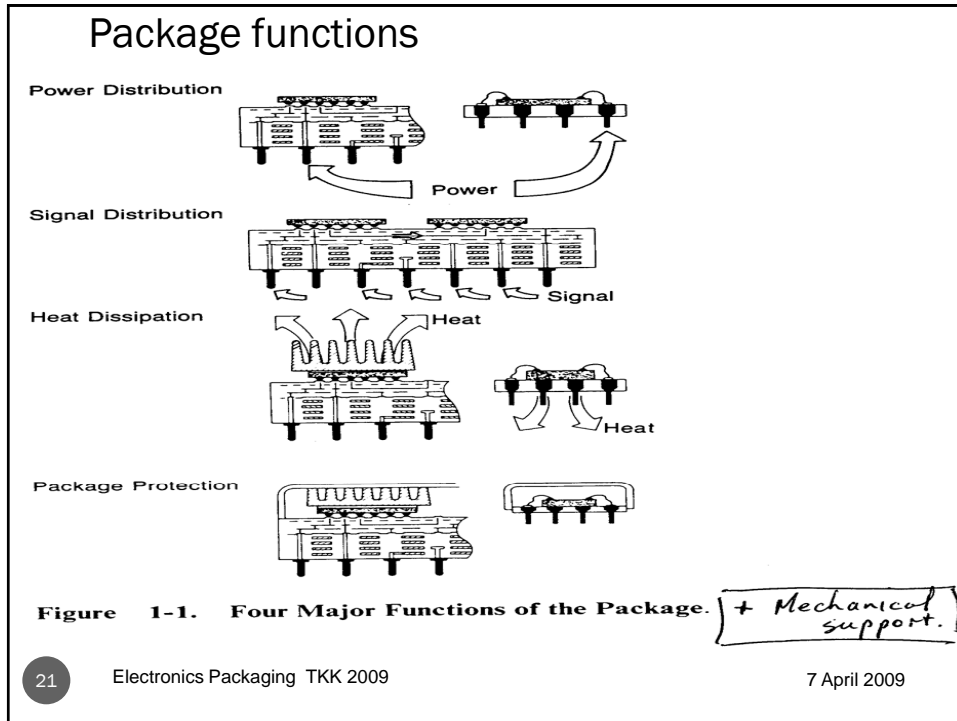 Package functions
Power Distribution
Power
Signal Distribution
Signal
Heat Dissipation
Heat
Heat
Package Protection
Figure 1-1. Four Major Functions of the Package. + Mechanical
support.
21 Electronics Packaging TKK 2009 7 April 2009